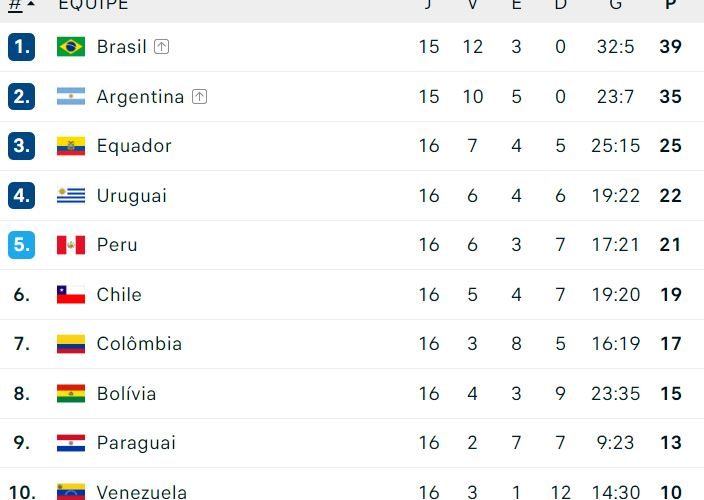 # EQUIPE J V E D G P
1. Brasil 15 12 3 0 32:5 39
2. Argentina 15 10 5 0 23:7 35
3. Equador 16 7 4 5 25:15 25
4. Uruguai 16 6 4 6 19:22 22
5. Peru 16 6 3 7 17:21 21
6. Chile 16 5 4 7 19:20 19
7. Colômbia 16 3 8 5 16:19 17
8. Bolívia 16 4 3 9 23:35 15
9. Paraguai 16 2 7 7 9:23 13
10. Venezuela 16 3 1 12 14:30 10